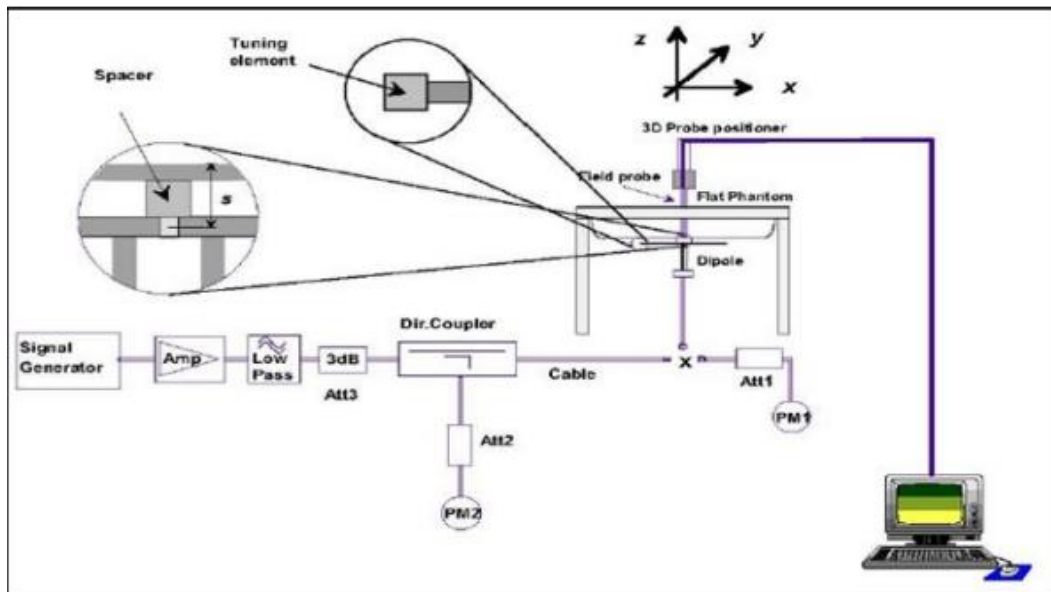 Tuning
element
Spacer
s
z
y
x
3D Probe positioner
Field probe
Flat Phantom
Dipole
Dir.Coupler
Signal
Generator
Amp
Low
Pass
3dB
Att3
Cable
x
Att1
PM1
Att2
PM2